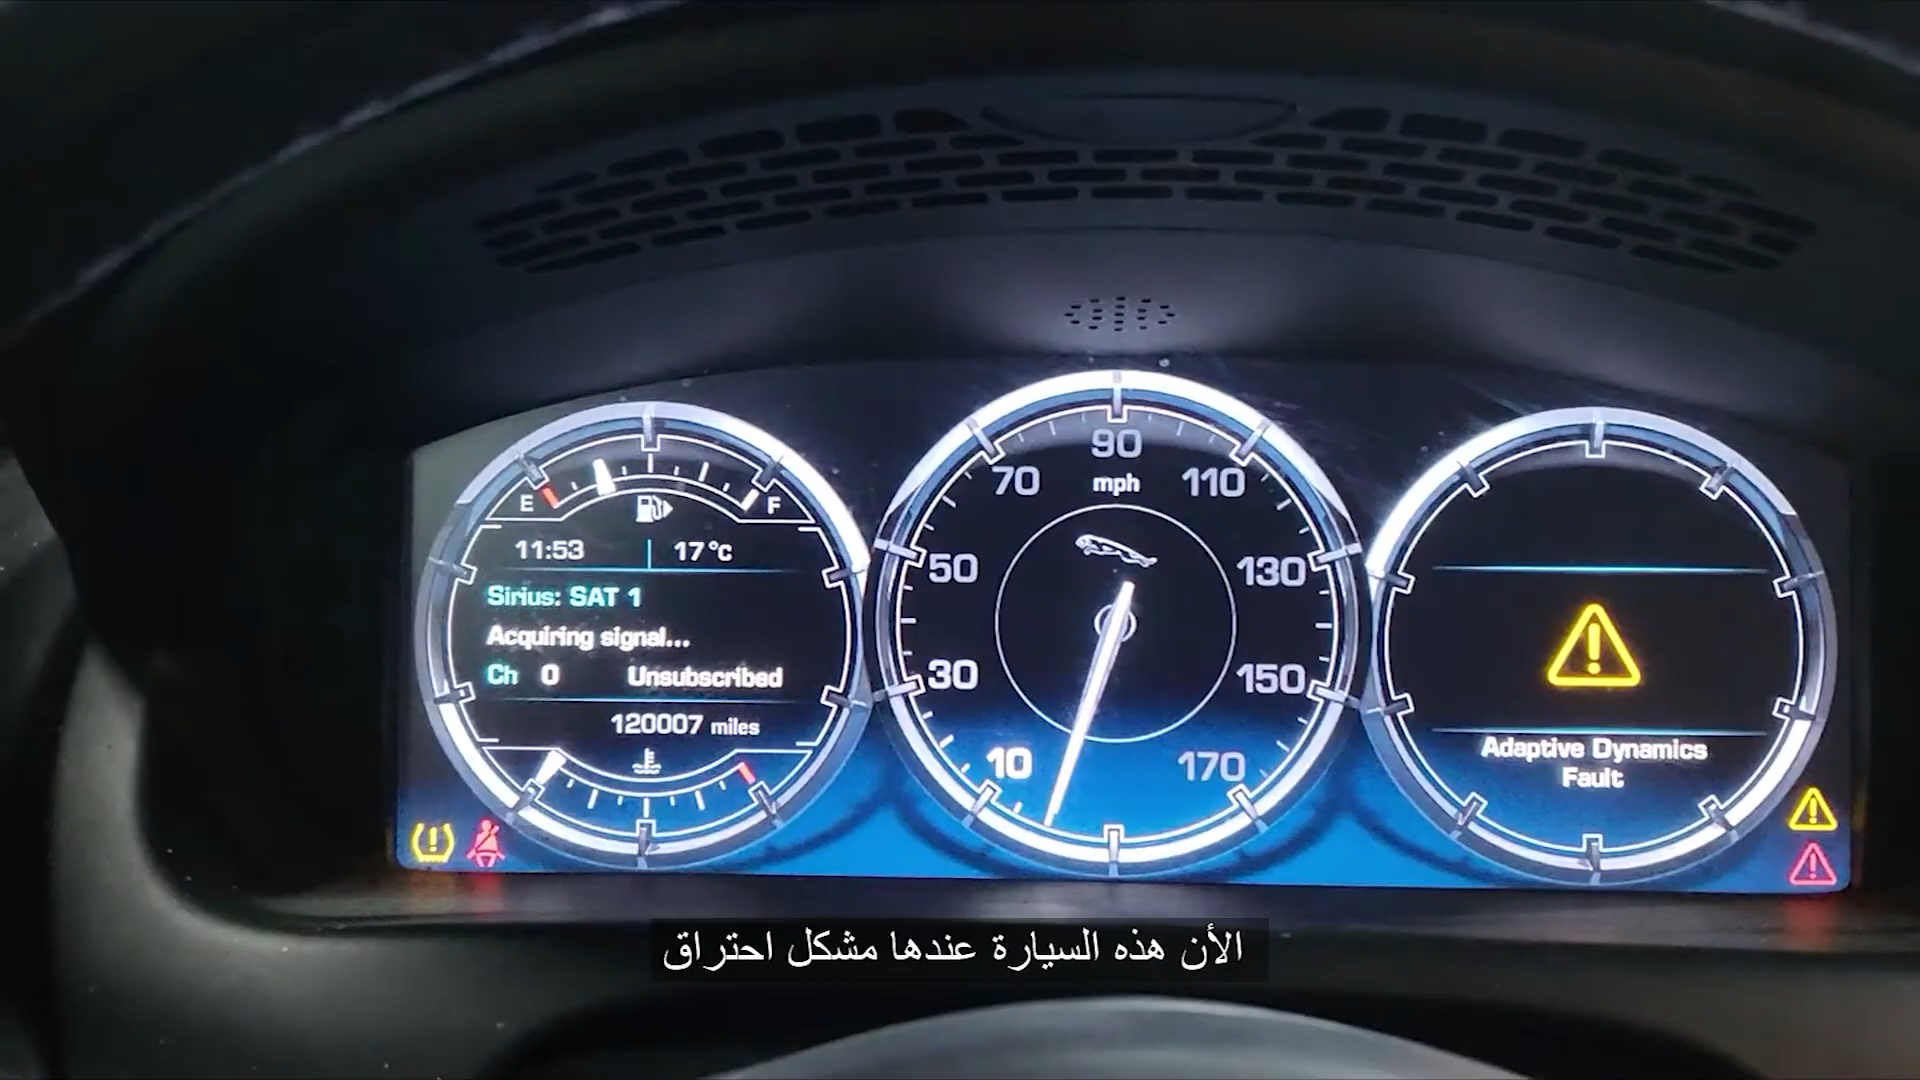 E F
11:53 17°C
Sirius: SAT 1
Acquiring signal...
Ch 0 Unsubscribed
120007 miles
90
mph
70 110
50 130
30 150
10 170
Adaptive Dynamics
Fault
الأن هذه السيارة عندها مشكل احتراق